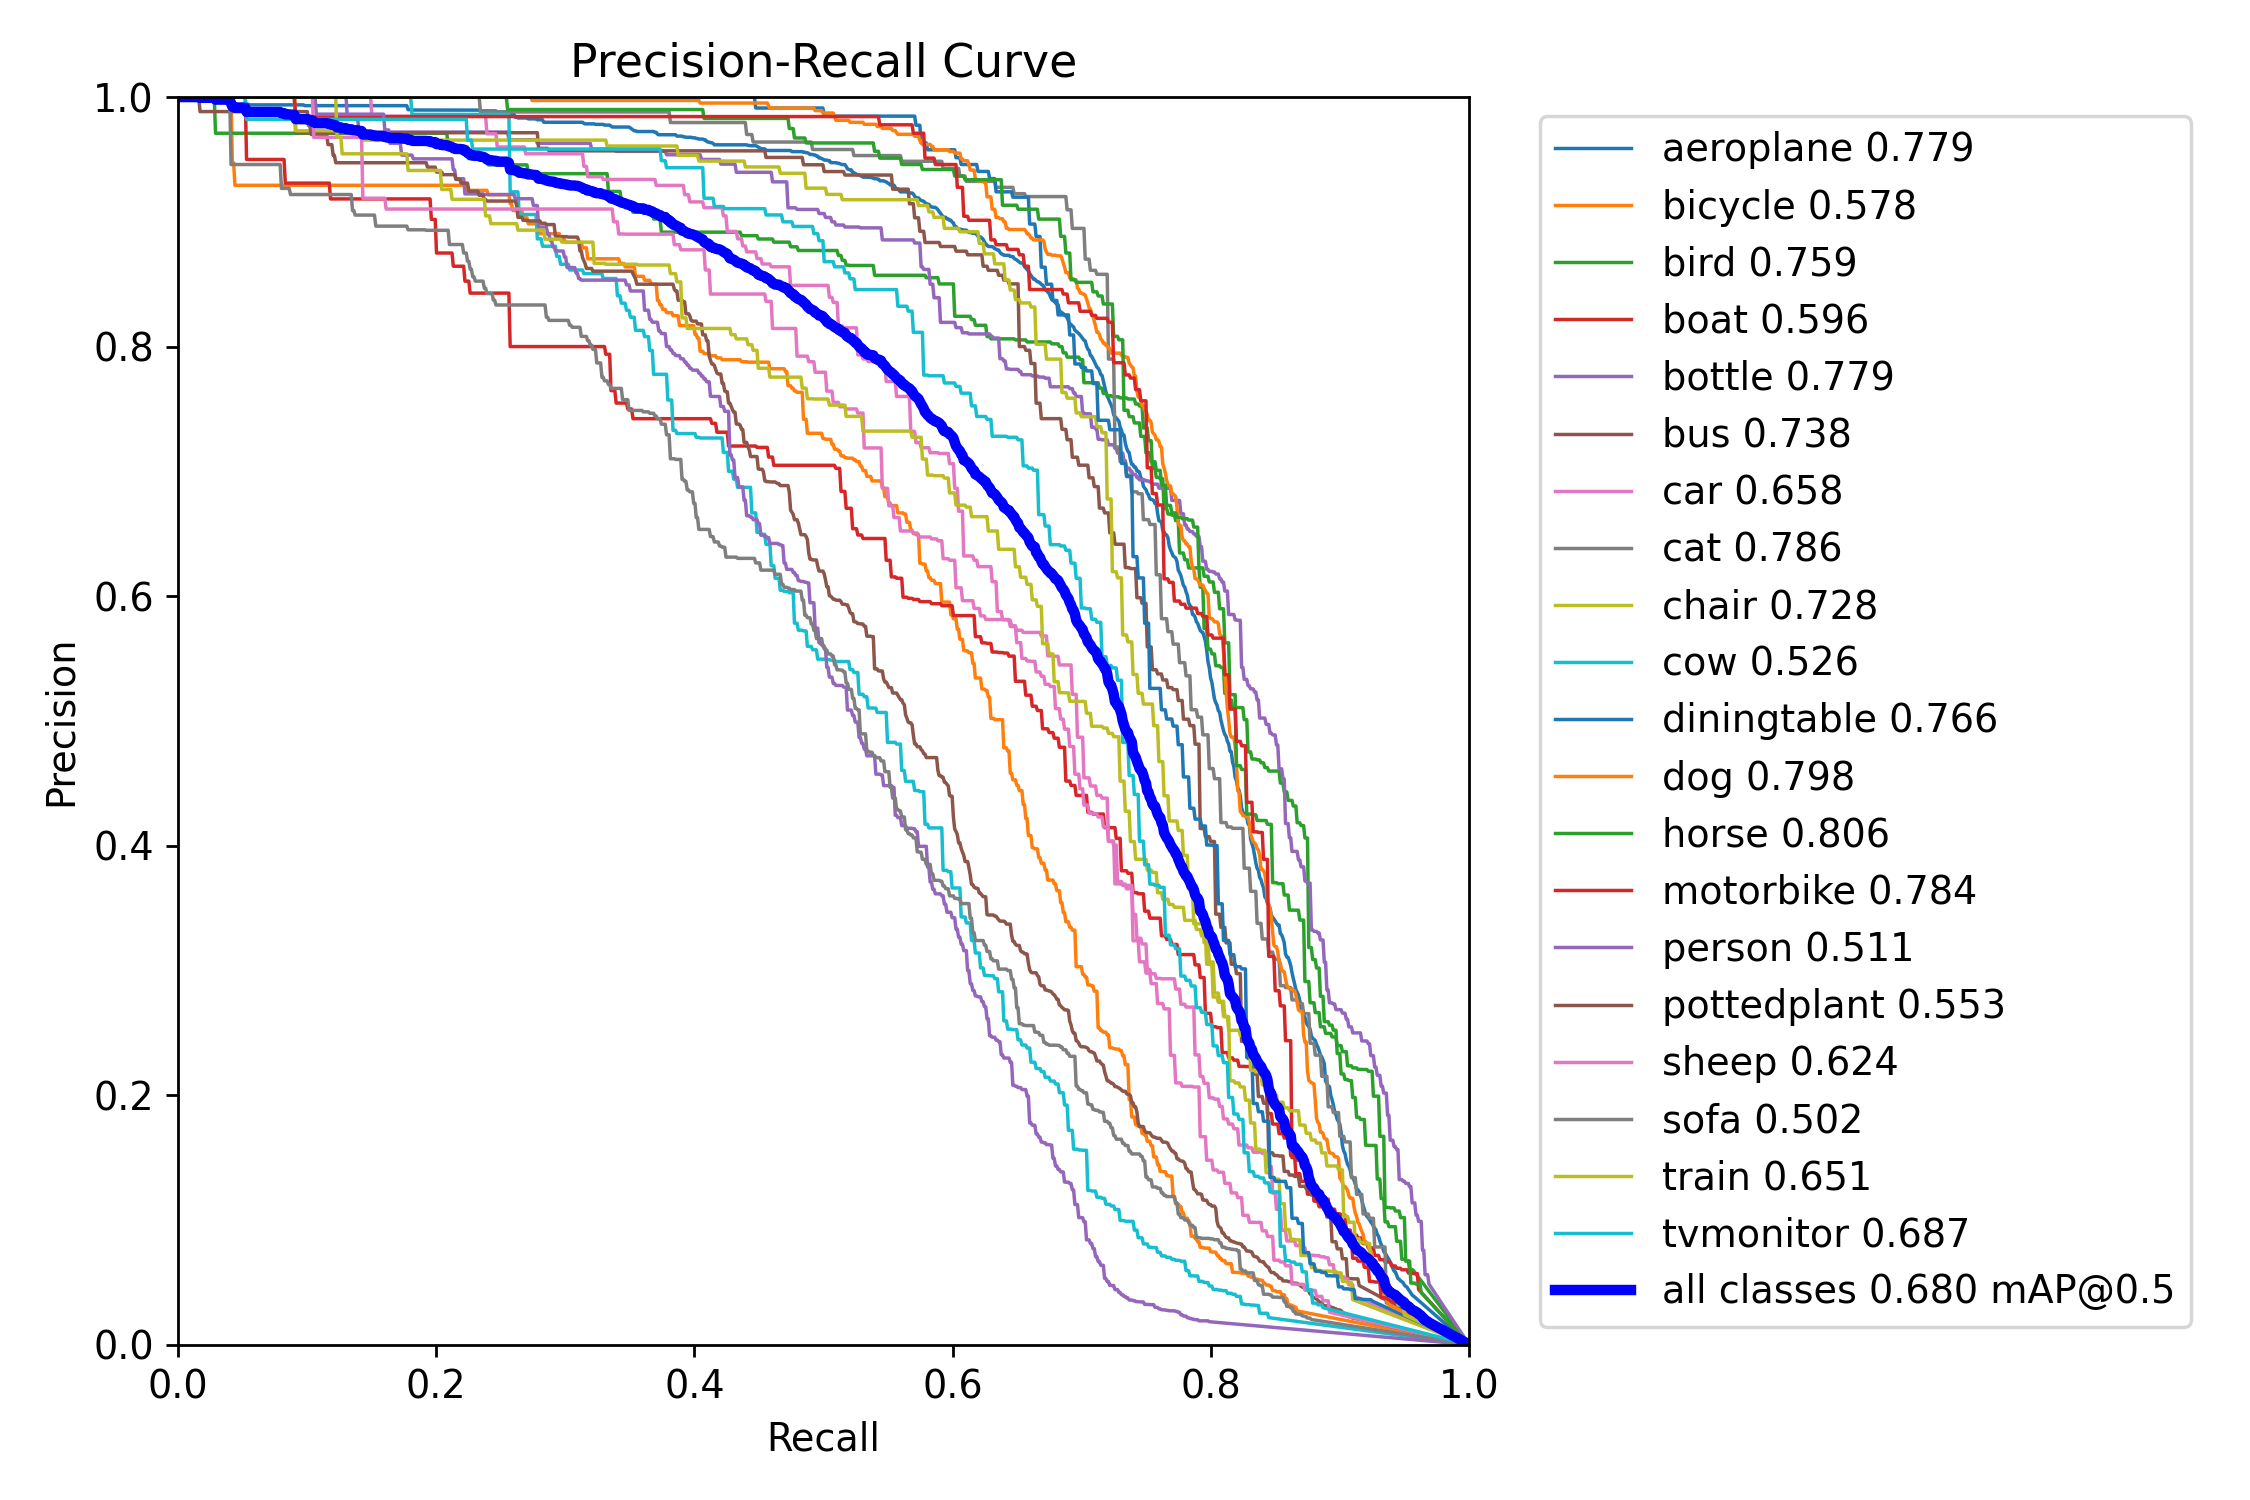 Precision-Recall Curve
1.0
0.8
0.6
0.4
0.2
0.0
Precision
0.0 0.2 0.4 0.6 0.8 1.0
Recall
aeroplane 0.779
bicycle 0.578
bird 0.759
boat 0.596
bottle 0.779
bus 0.738
car 0.658
cat 0.786
chair 0.728
cow 0.526
diningtable 0.766
dog 0.798
horse 0.806
motorbike 0.784
person 0.511
pottedplant 0.553
sheep 0.624
sofa 0.502
train 0.651
tvmonitor 0.687
all classes 0.680 mAP@0.5